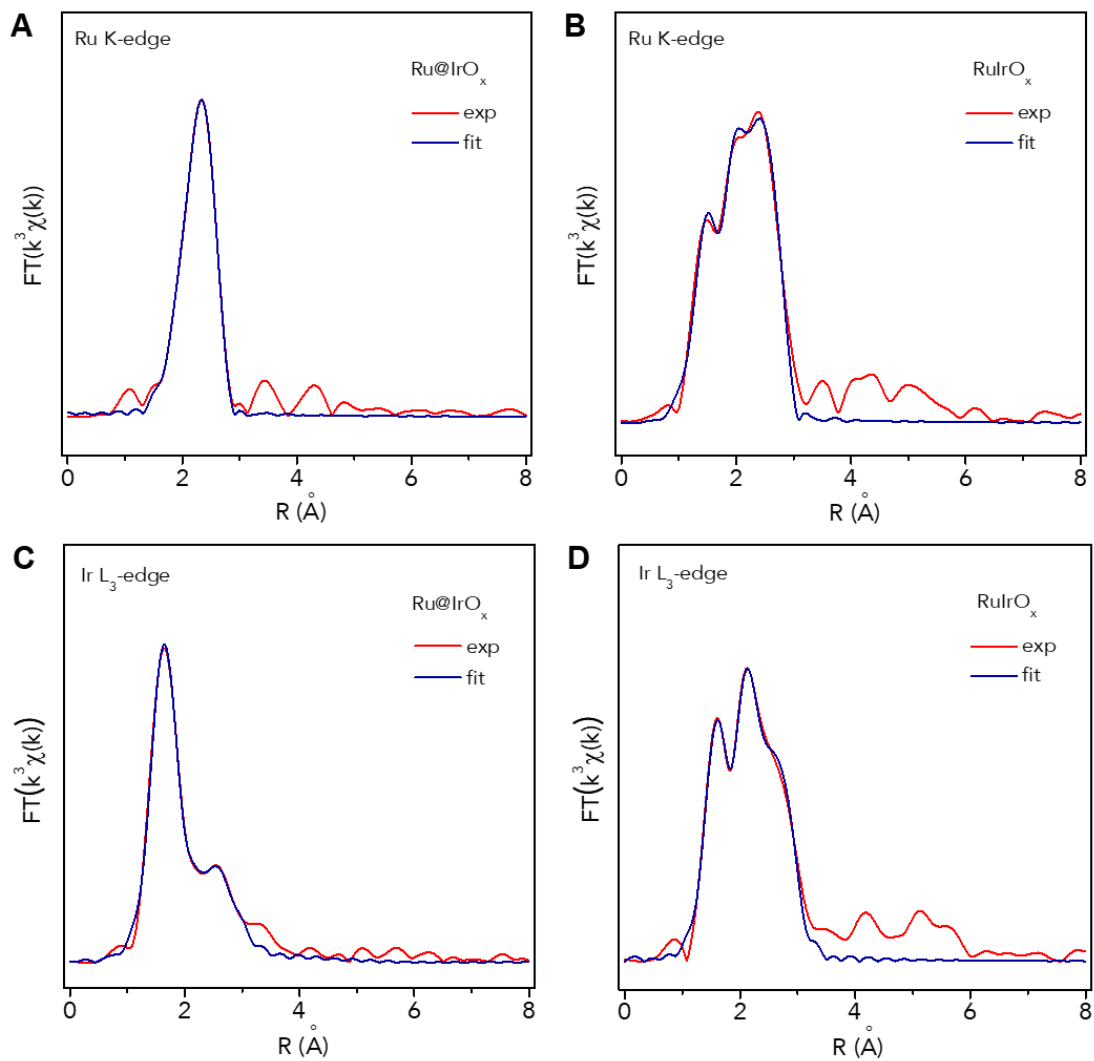 A
Ru K-edge
Ru@IrOₓ
exp
fit
FT(k³χ(k))
0 2 4 6 8
R (Å)
B
Ru K-edge
RuIrOₓ
exp
fit
FT(k³χ(k))
0 2 4 6 8
R (Å)
C
Ir L₃-edge
Ru@IrOₓ
exp
fit
FT(k³χ(k))
0 2 4 6 8
R (Å)
D
Ir L₃-edge
RuIrOₓ
exp
fit
FT(k³χ(k))
0 2 4 6 8
R (Å)